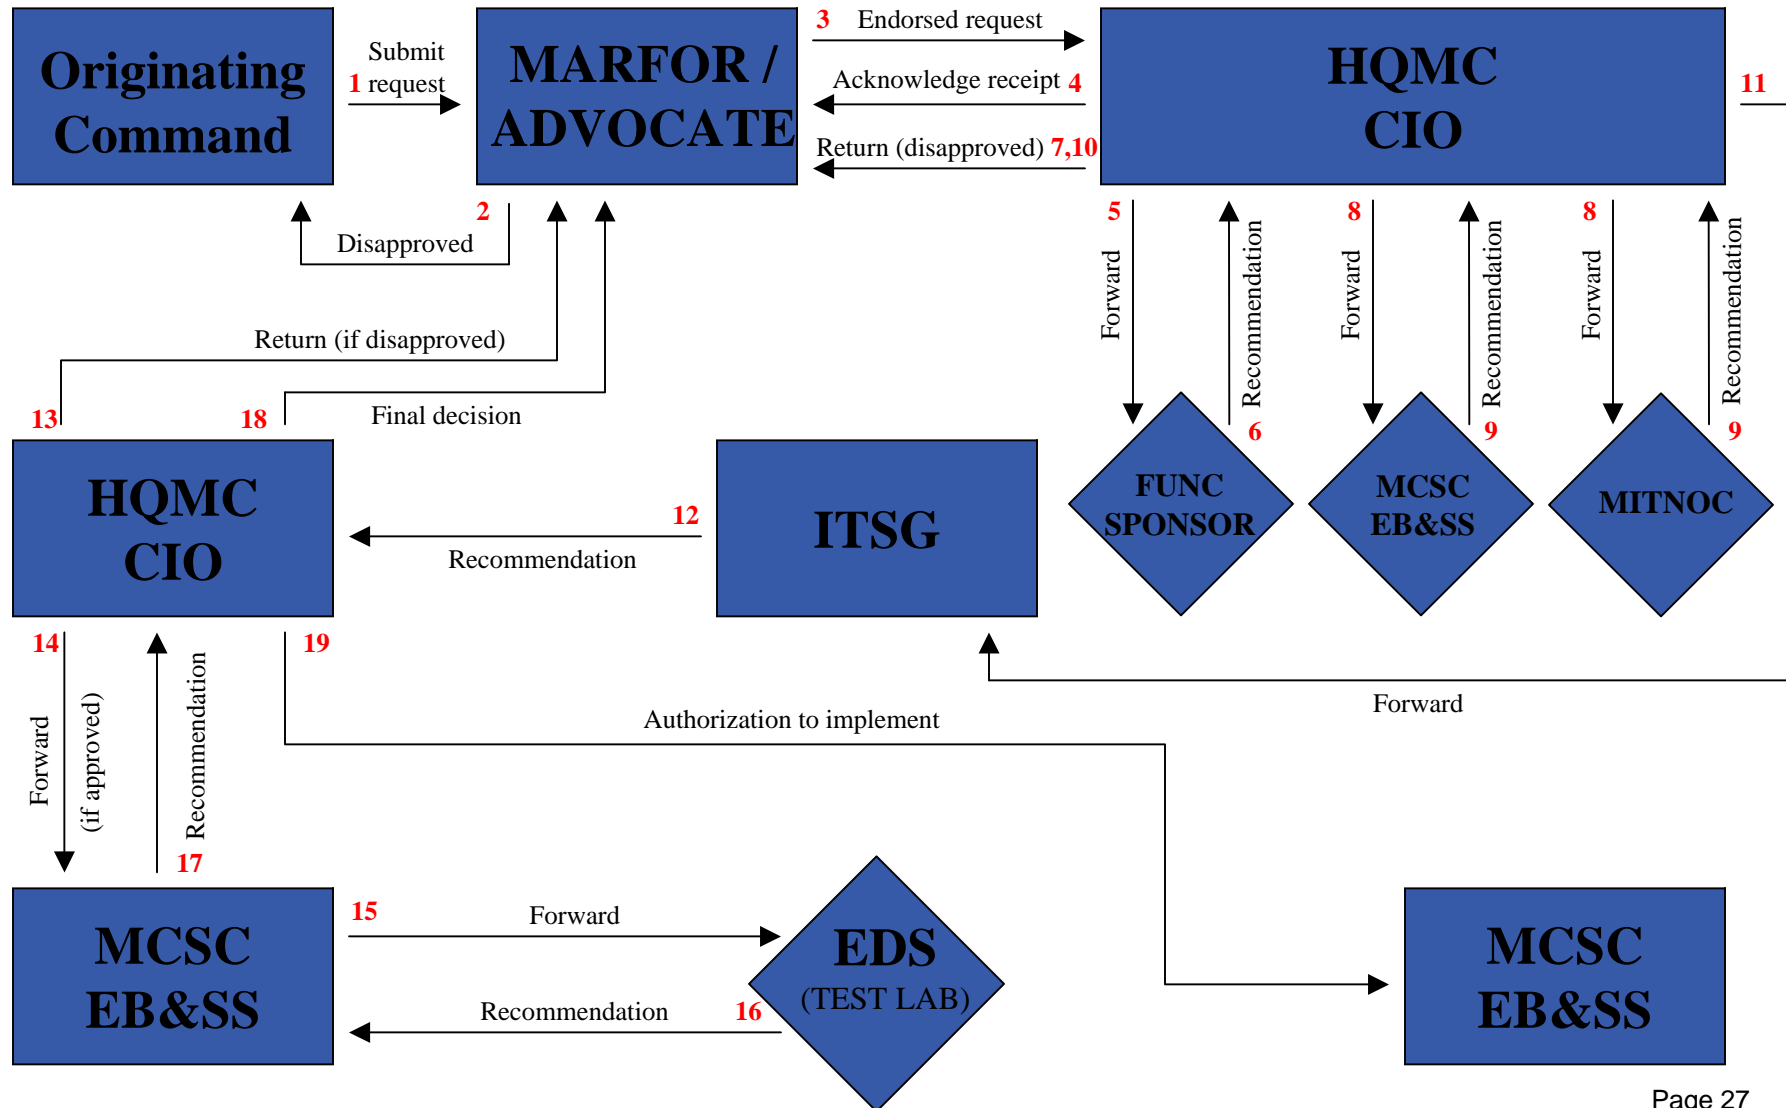 Originating
Command
Submit
1 request
MARFOR /
ADVOCATE
3 Endorsed request
Acknowledge receipt 4
Return (disapproved) 7,10
HQMC
CIO
11
2
Disapproved
5
Forward
Recommendation
6
8
Forward
Recommendation
9
8
Forward
Recommendation
9
FUNC
SPONSOR
MCSC
EB&SS
MITNOC
Return (if disapproved)
13
18
Final decision
HQMC
CIO
12
Recommendation
ITSG
Forward
14
Forward
(if approved)
Recommendation
17
19
Authorization to implement
MCSC
EB&SS
15
Forward
Recommendation
16
EDS
(TEST LAB)
MCSC
EB&SS
Page 27